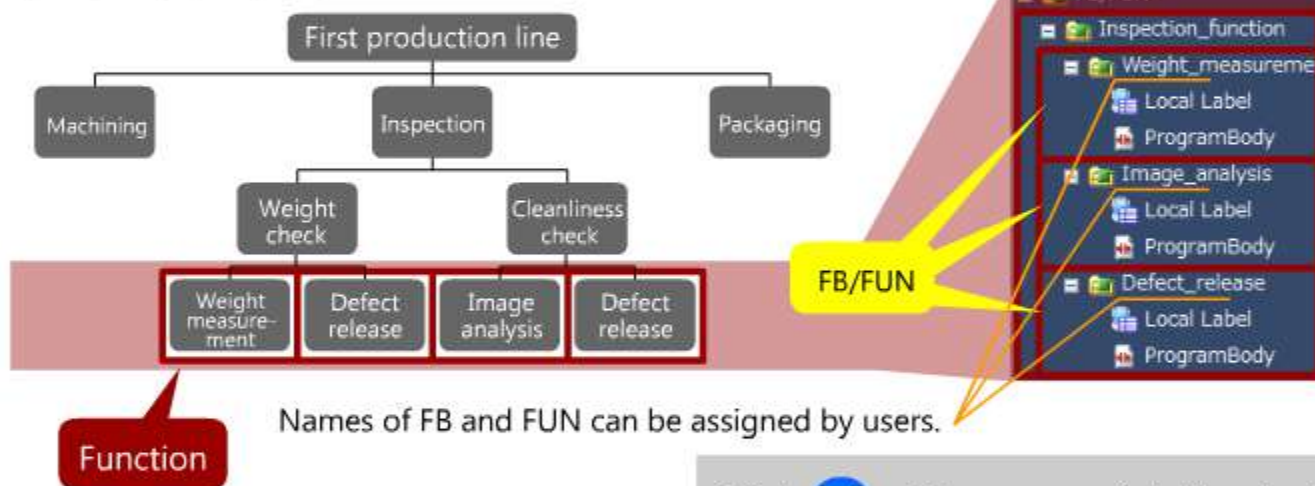 First production line
Machining
Inspection
Packaging
Weight
check
Cleanliness
check
Weight
measure-
ment
Defect
release
Image
analysis
Defect
release
Function
Names of FB and FUN can be assigned by users.
FB/FUN
Inspection_function
Weight_measureme
Local Label
ProgramBody
Image_analysis
Local Label
ProgramBody
Defect_release
Local Label
ProgramBody